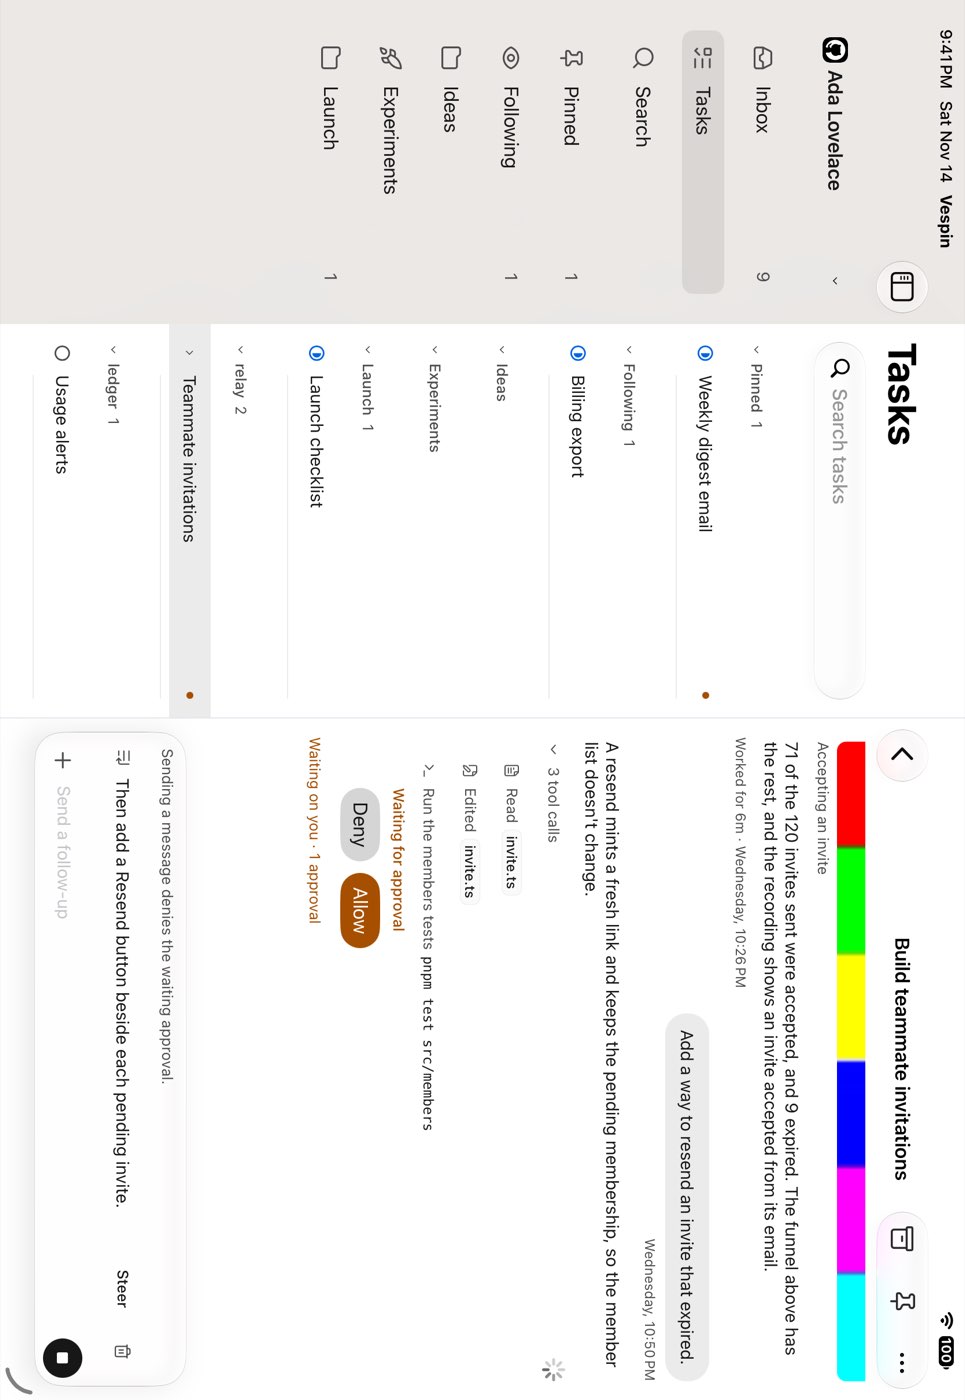 9:41 PM Sat Nov 14 Vespin
100
Ada Lovelace
Inbox 9
Tasks
Search
Pinned 1
Following 1
Ideas
Experiments
Launch 1
Tasks
Search tasks
Pinned 1
Weekly digest email
Following 1
Billing export
Ideas
Experiments
Launch 1
Launch checklist
relay 2
Teammate invitations
ledger 1
Usage alerts
Build teammate invitations
Accepting an invite
71 of the 120 invites sent were accepted, and 9 expired. The funnel above has
the rest, and the recording shows an invite accepted from its email.
Worked for 6m · Wednesday, 10:26 PM
Add a way to resend an invite that expired.
Wednesday, 10:50 PM
A resend mints a fresh link and keeps the pending membership, so the member
list doesn't change.
3 tool calls
Read invite.ts
Edited invite.ts
Run the members tests pnpm test src/members
Waiting for approval
Deny Allow
Waiting on you · 1 approval
Sending a message denies the waiting approval.
Then add a Resend button beside each pending invite. Steer
Send a follow-up